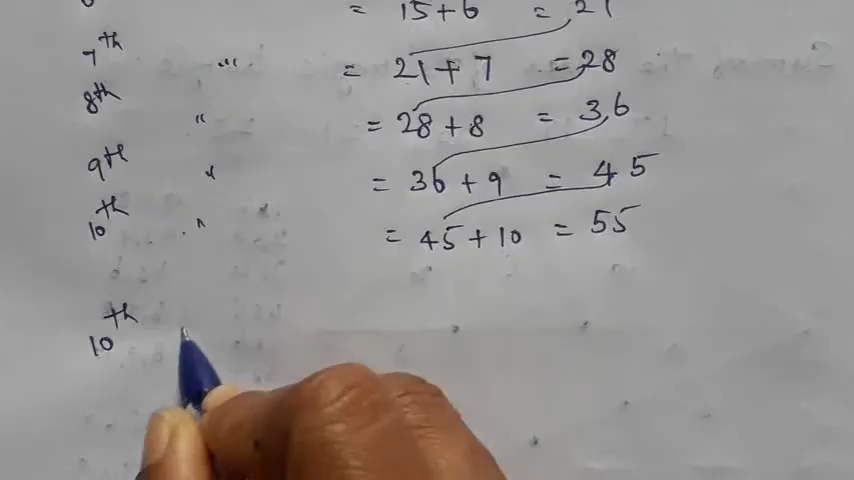 = 15+6 = 21
7th " = 21+7 = 28
8th " = 28+8 = 36
9th " = 36+9 = 45
10th " = 45+10 = 55
10th